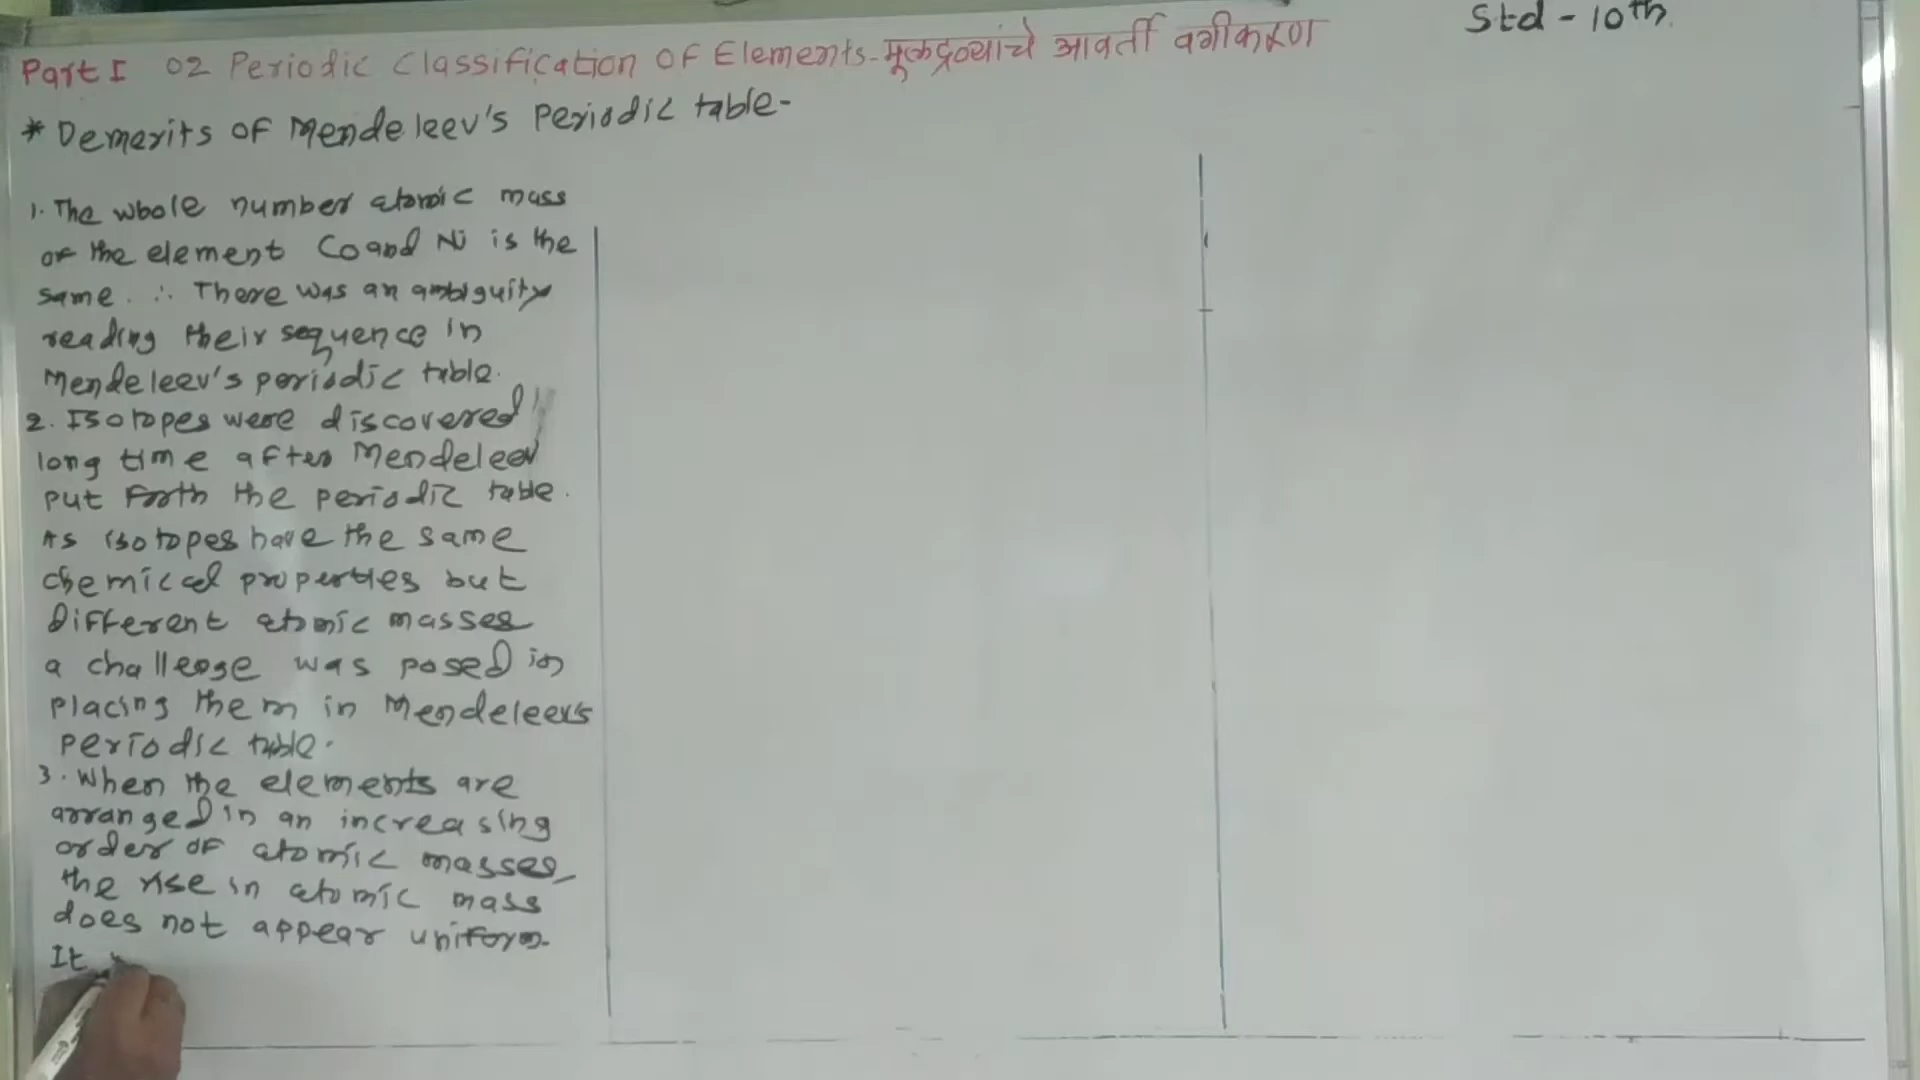 Std - 10th.
Part I 02 Periodic Classification Of Elements-मूलद्रव्यांचे आवर्ती वर्गीकरण
* Demerits of Mendeleev's Periodic table-
1. The whole number atomic mass
of the element Co and Ni is the
same. ∴ There was an ambiguity
reading their sequence in
Mendeleev's periodic table.
2. Isotopes were discovered
long time after Mendeleev
put forth the periodic table.
As isotopes have the same
chemical properties but
different atomic masses
a challenge was posed in
placing them in Mendeleev's
periodic table.
3. When the elements are
arranged in an increasing
order of atomic masses,
the rise in atomic mass
does not appear uniform.
It